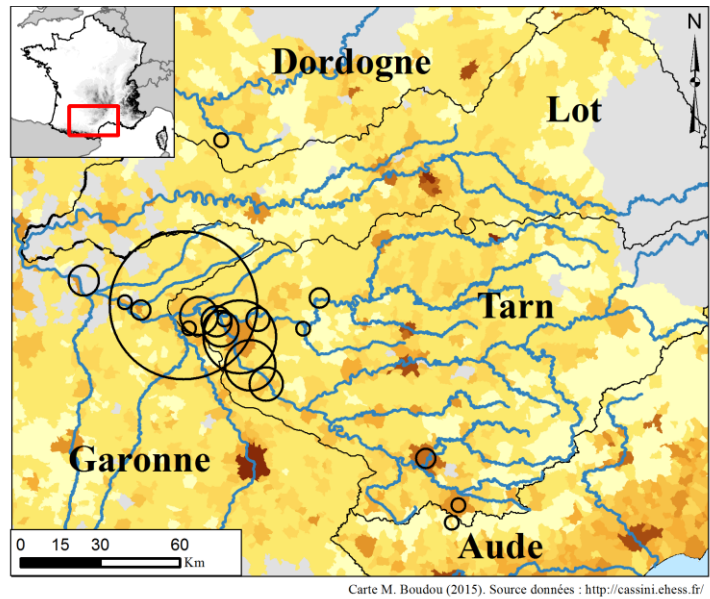 N
Dordogne
Lot
Tarn
Garonne
Aude
0 15 30 60
Km
Carte M. Boudou (2015). Source données : http://cassini.ehess.fr/